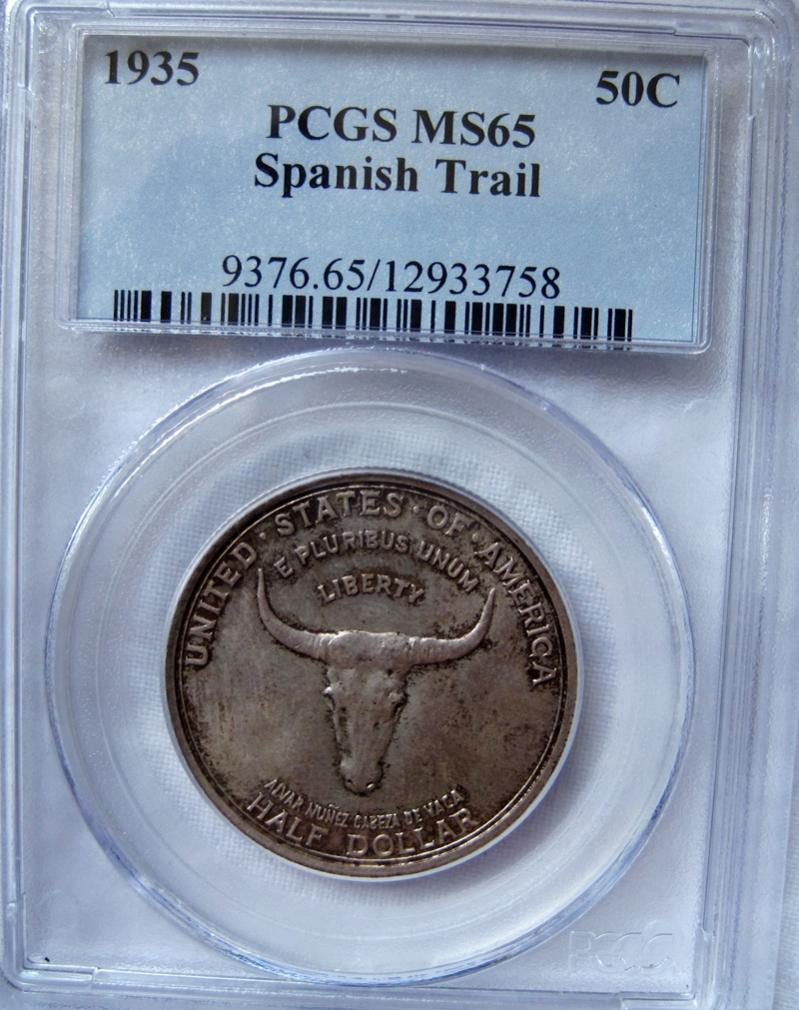 1935 50C
PCGS MS65
Spanish Trail
9376.65/12933758
UNITED · STATES · OF · AMERICA
E PLURIBUS UNUM
LIBERTY
ALVAR NUÑEZ CABEZA DE VACA
HALF DOLLAR
PCGS